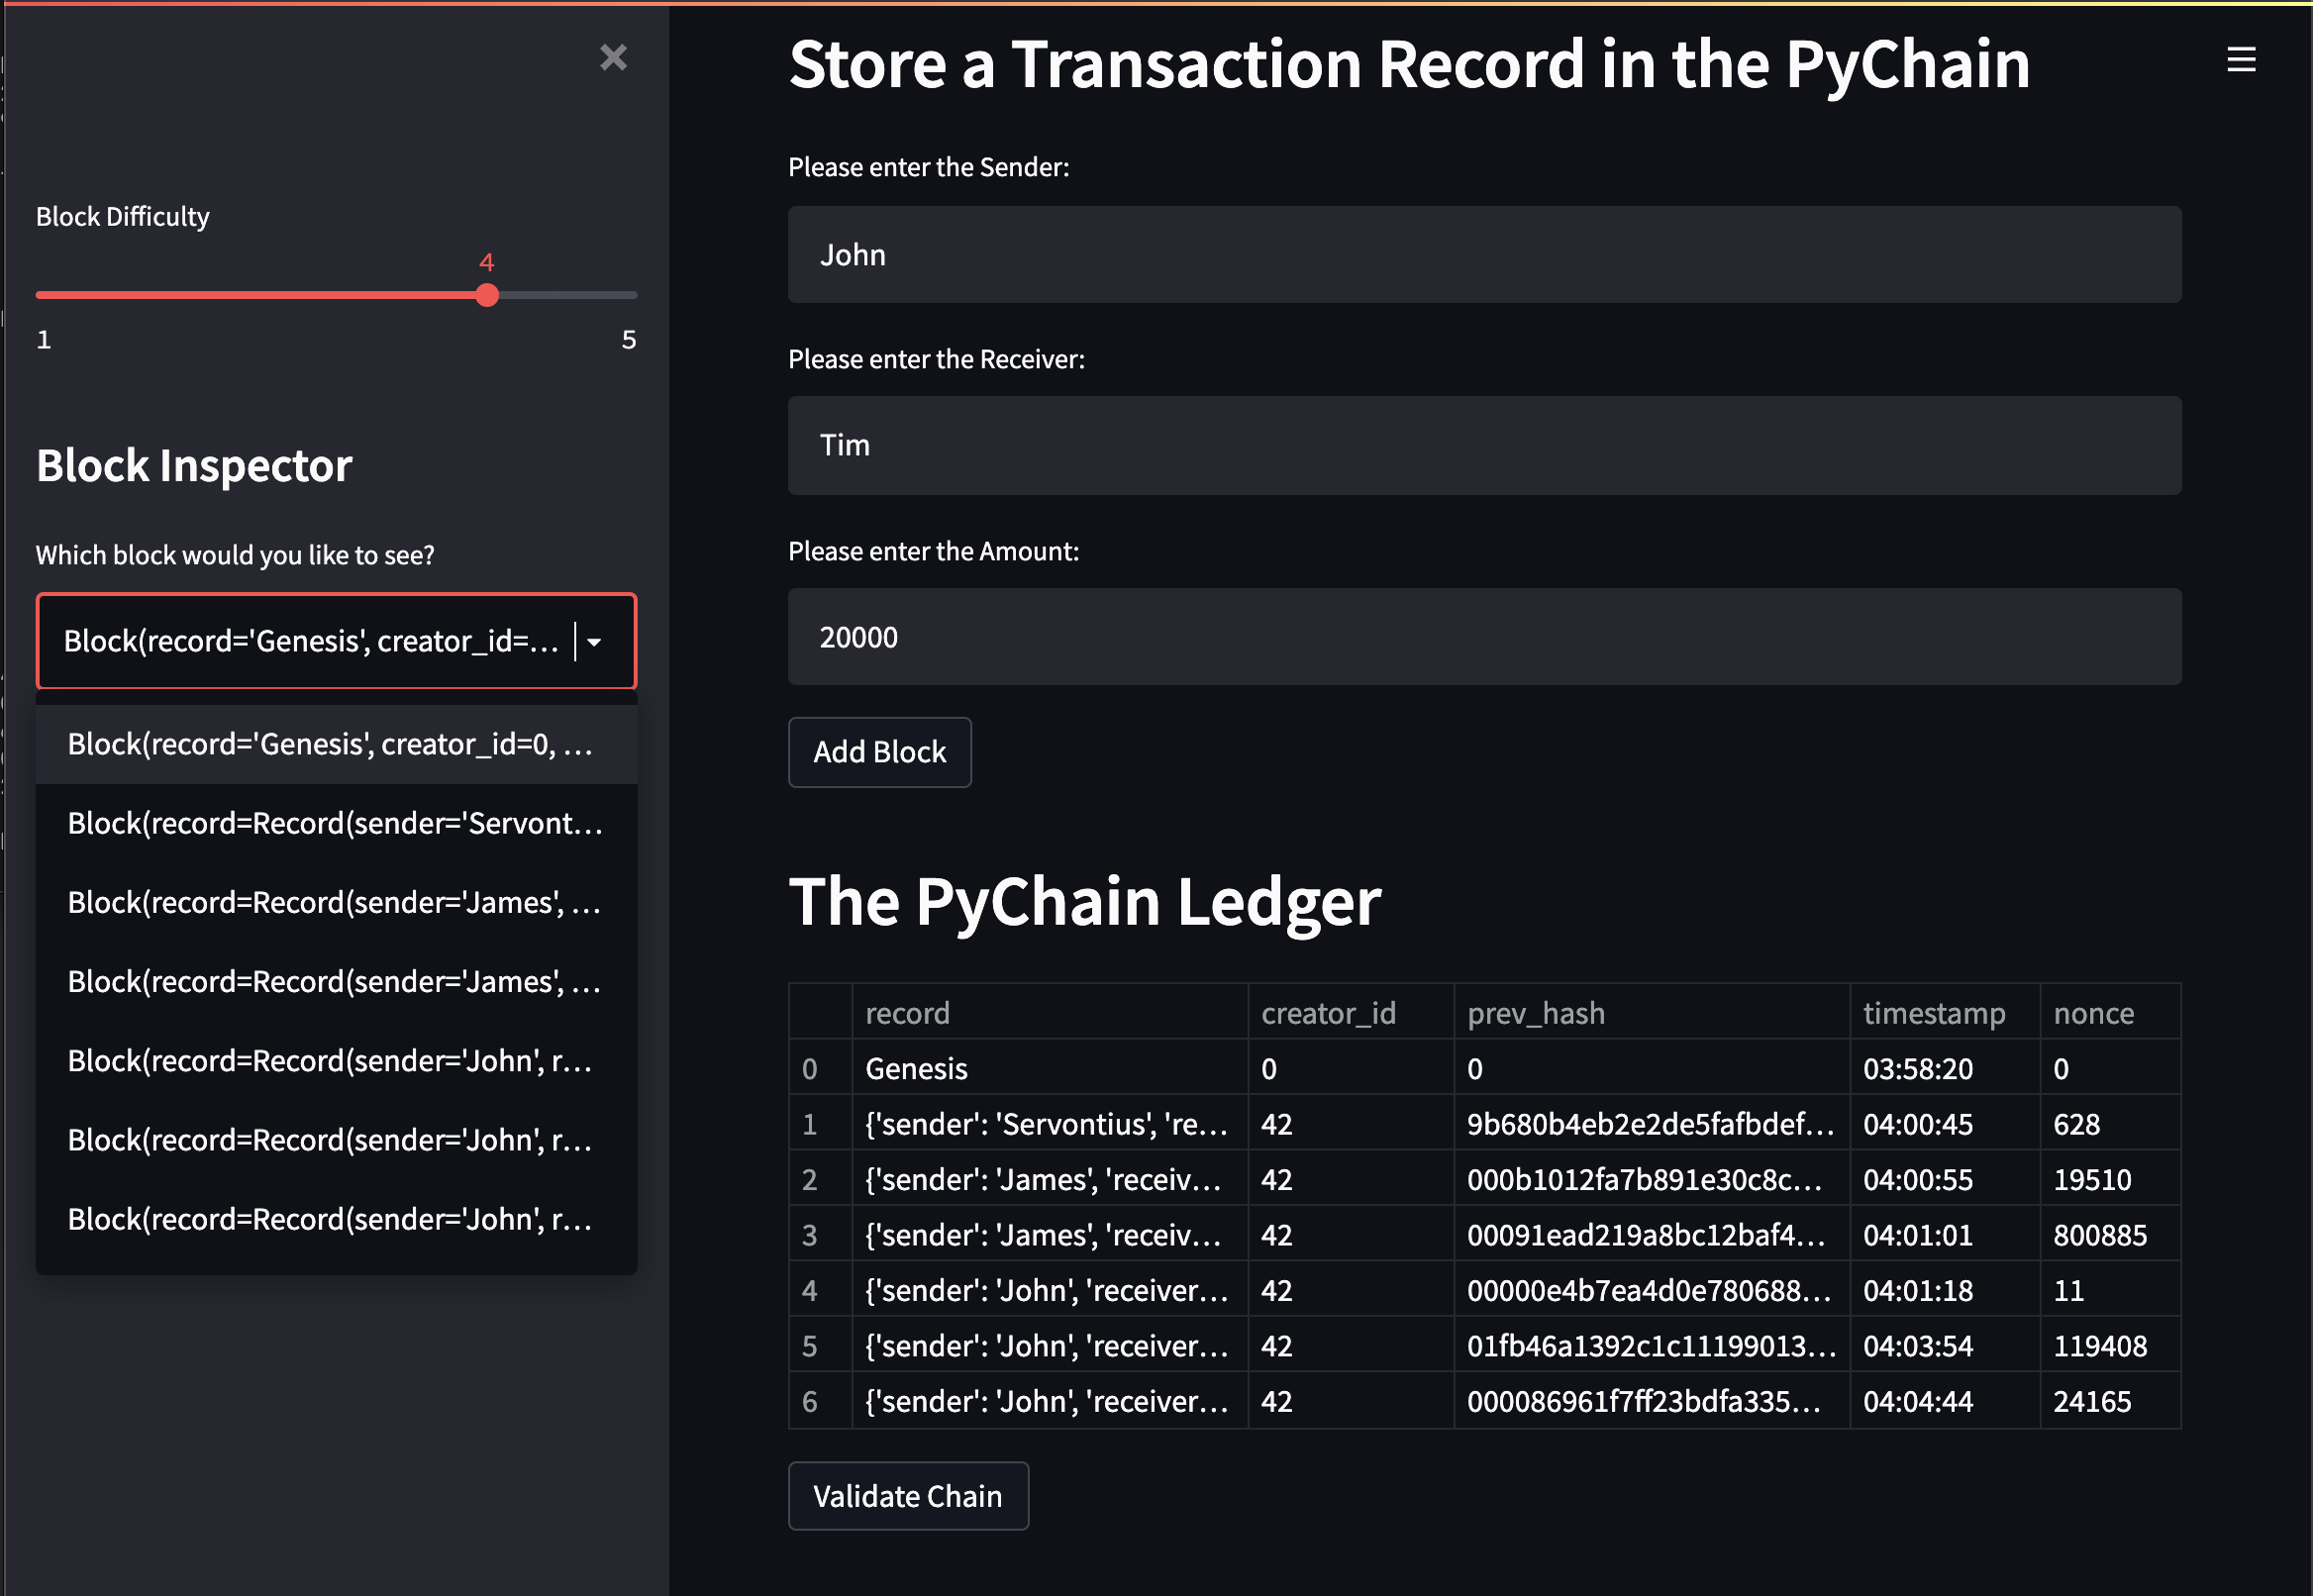 Block Difficulty
4
1 5
Block Inspector
Which block would you like to see?
Block(record='Genesis', creator_id=...
Block(record='Genesis', creator_id=0, ...
Block(record=Record(sender='Servont...
Block(record=Record(sender='James', ...
Block(record=Record(sender='James', ...
Block(record=Record(sender='John', r...
Block(record=Record(sender='John', r...
Block(record=Record(sender='John', r...
Store a Transaction Record in the PyChain
Please enter the Sender:
John
Please enter the Receiver:
Tim
Please enter the Amount:
20000
Add Block
The PyChain Ledger
record creator_id prev_hash timestamp nonce
0 Genesis 0 0 03:58:20 0
1 {'sender': 'Servontius', 're... 42 9b680b4eb2e2de5fafbdef... 04:00:45 628
2 {'sender': 'James', 'receiv... 42 000b1012fa7b891e30c8c... 04:00:55 19510
3 {'sender': 'James', 'receiv... 42 00091ead219a8bc12baf4... 04:01:01 800885
4 {'sender': 'John', 'receiver... 42 00000e4b7ea4d0e780688... 04:01:18 11
5 {'sender': 'John', 'receiver... 42 01fb46a1392c1c11199013... 04:03:54 119408
6 {'sender': 'John', 'receiver... 42 000086961f7ff23bdfa335... 04:04:44 24165
Validate Chain